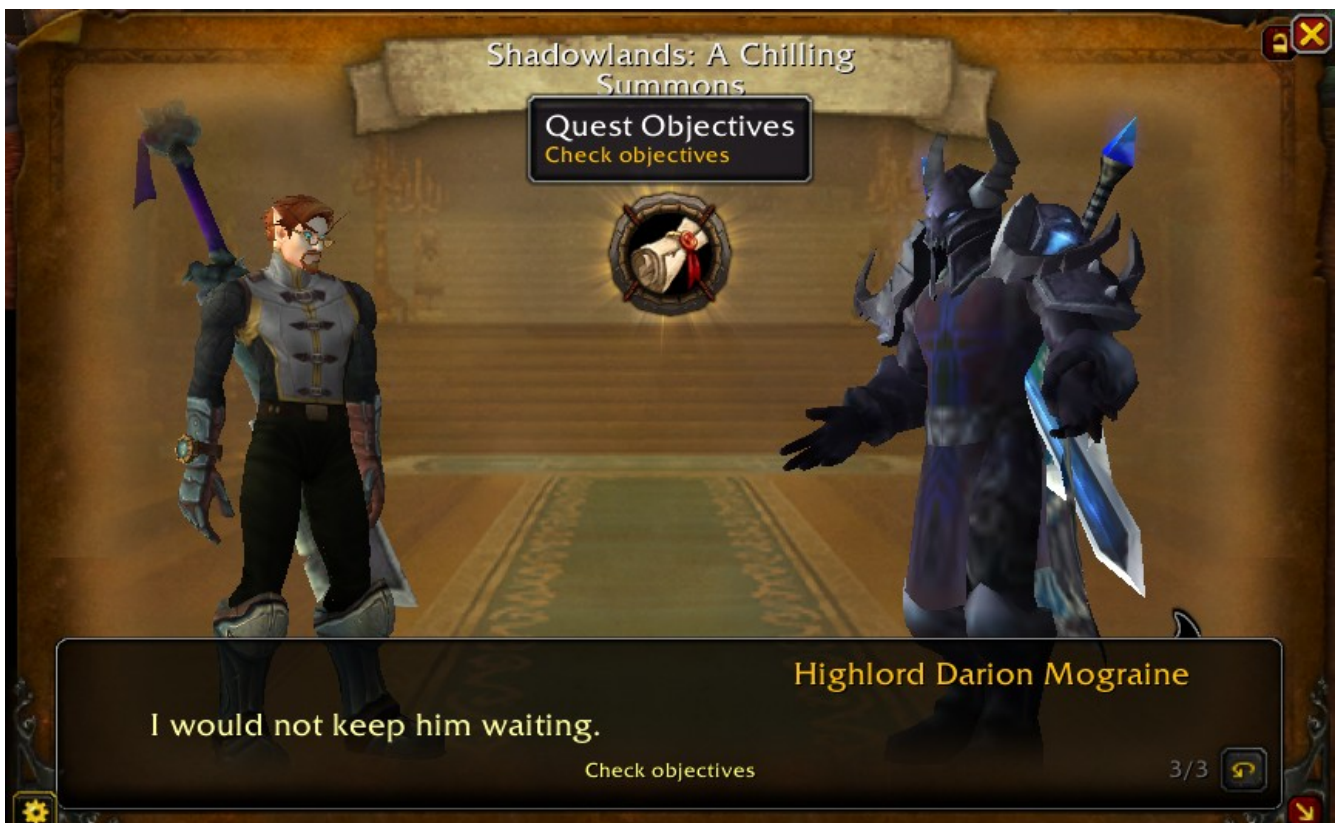 Shadowlands: A Chilling
Summons
Quest Objectives
Check objectives
Highlord Darion Mograine
I would not keep him waiting.
Check objectives
3/3